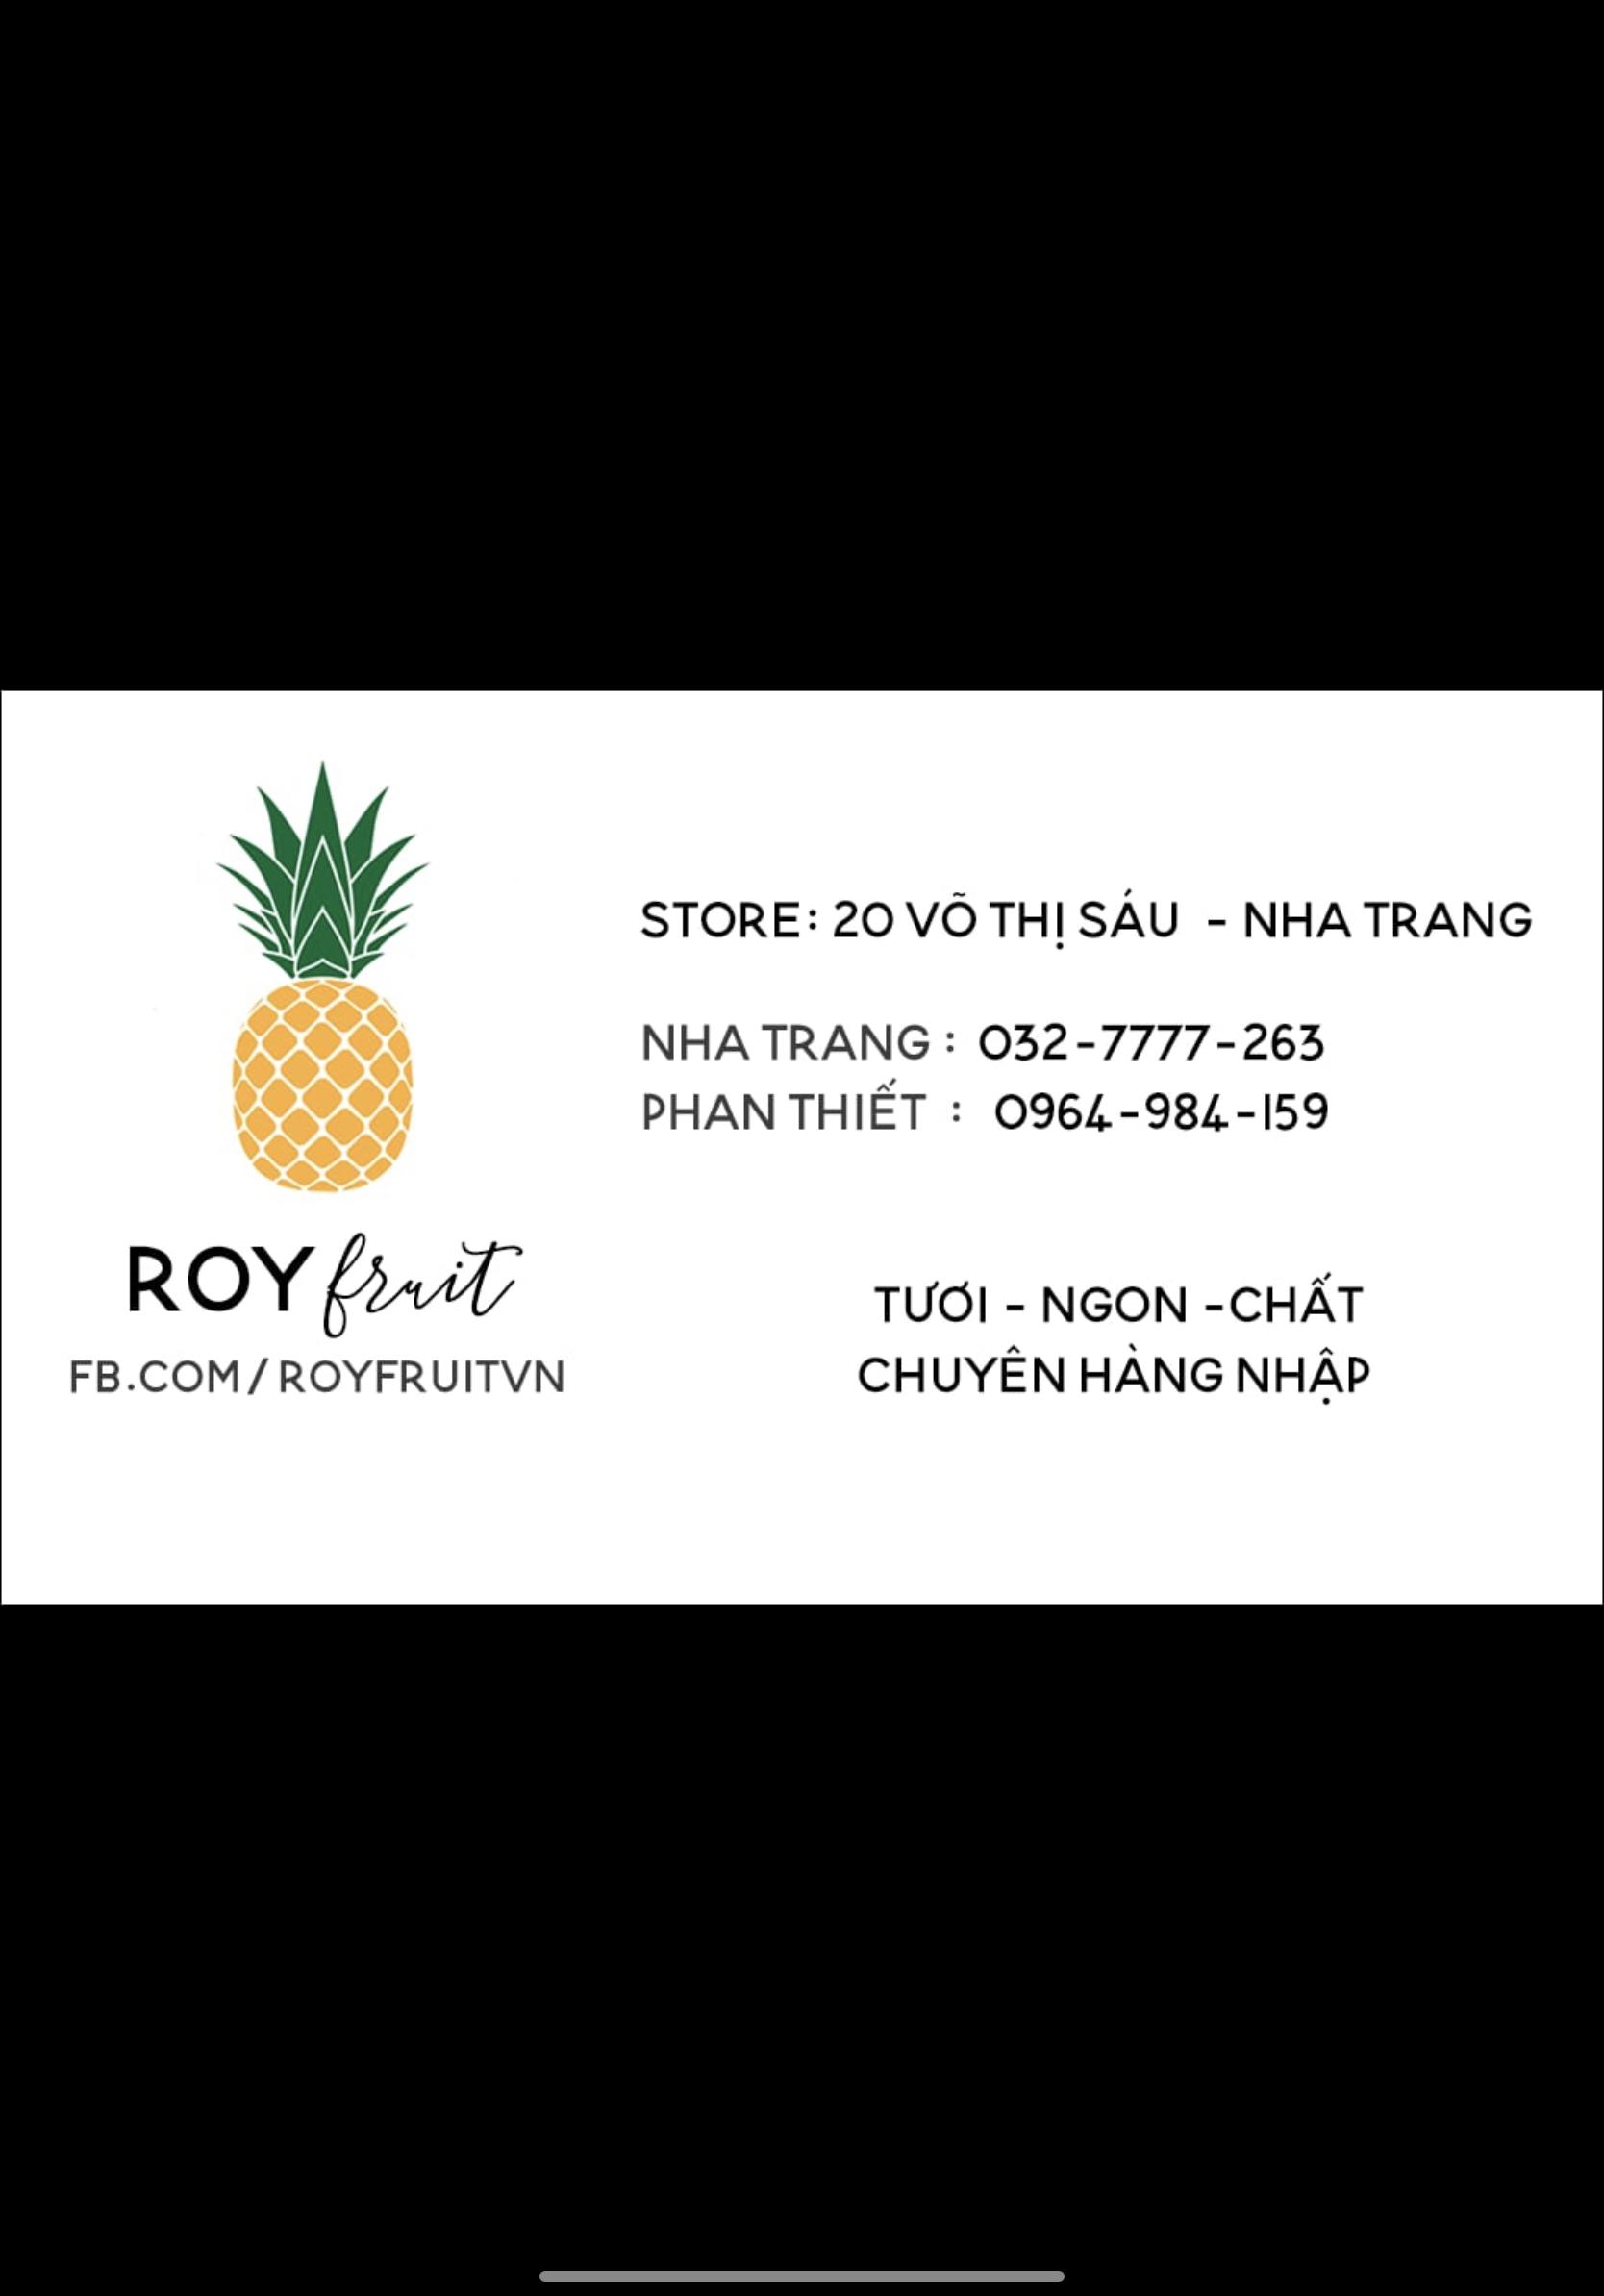 STORE: 20 VÕ THỊ SÁU - NHA TRANG
NHA TRANG : 032-7777-263
PHAN THIẾT : 0964-984-159
ROY fruit
FB.COM/ROYFRUITVN
TƯƠI - NGON -CHẤT
CHUYÊN HÀNG NHẬP